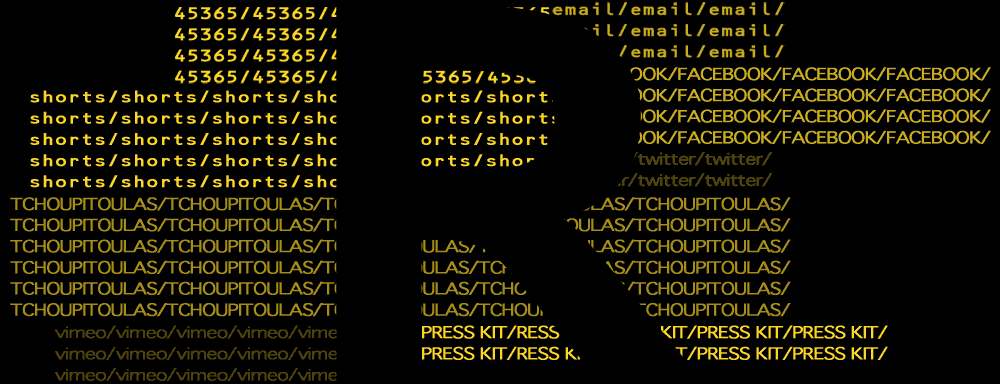 45365/45365/4 email/email/email/
45365/45365/4 email/email/
45365/45365/4 /email/email/
45365/45365/4 5365/453 OOK/FACEBOOK/FACEBOOK/FACEBOOK/
shorts/shorts/shorts/sho orts/short OOK/FACEBOOK/FACEBOOK/FACEBOOK/
shorts/shorts/shorts/sho orts/shorts OOK/FACEBOOK/FACEBOOK/FACEBOOK/
shorts/shorts/shorts/sho orts/short OOK/FACEBOOK/FACEBOOK/FACEBOOK/
shorts/shorts/shorts/sho orts/shor /twitter/twitter/
shorts/shorts/shorts/sho r/twitter/twitter/
TCHOUPITOULAS/TCHOUPITOULAS/T LAS/TCHOUPITOULAS/
TCHOUPITOULAS/TCHOUPITOULAS/T OULAS/TCHOUPITOULAS/
TCHOUPITOULAS/TCHOUPITOULAS/T ULAS/ LAS/TCHOUPITOULAS/
TCHOUPITOULAS/TCHOUPITOULAS/T ULAS/TCH AS/TCHOUPITOULAS/
TCHOUPITOULAS/TCHOUPITOULAS/T ULAS/TCHO /TCHOUPITOULAS/
TCHOUPITOULAS/TCHOUPITOULAS/T ULAS/TCHOU TCHOUPITOULAS/
vimeo/vimeo/vimeo/vimeo/vime PRESS KIT/RESS KIT/PRESS KIT/PRESS KIT/
vimeo/vimeo/vimeo/vimeo/vime PRESS KIT/RESS K T/PRESS KIT/PRESS KIT/
vimeo/vimeo/vimeo/vimeo/vime